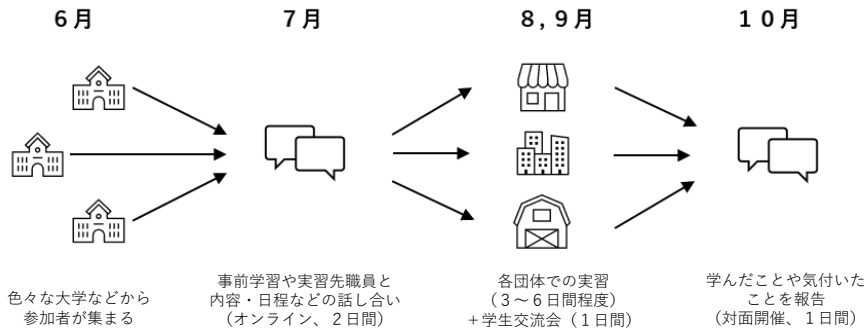 6月
7月
8, 9月
10月
色々な大学などから
参加者が集まる
事前学習や実習先職員と
内容・日程などの話し合い
(オンライン、2日間)
各団体での実習
(3~6日間程度)
+学生交流会(1日間)
学んだことや気付いた
ことを報告
(対面開催、1日間)